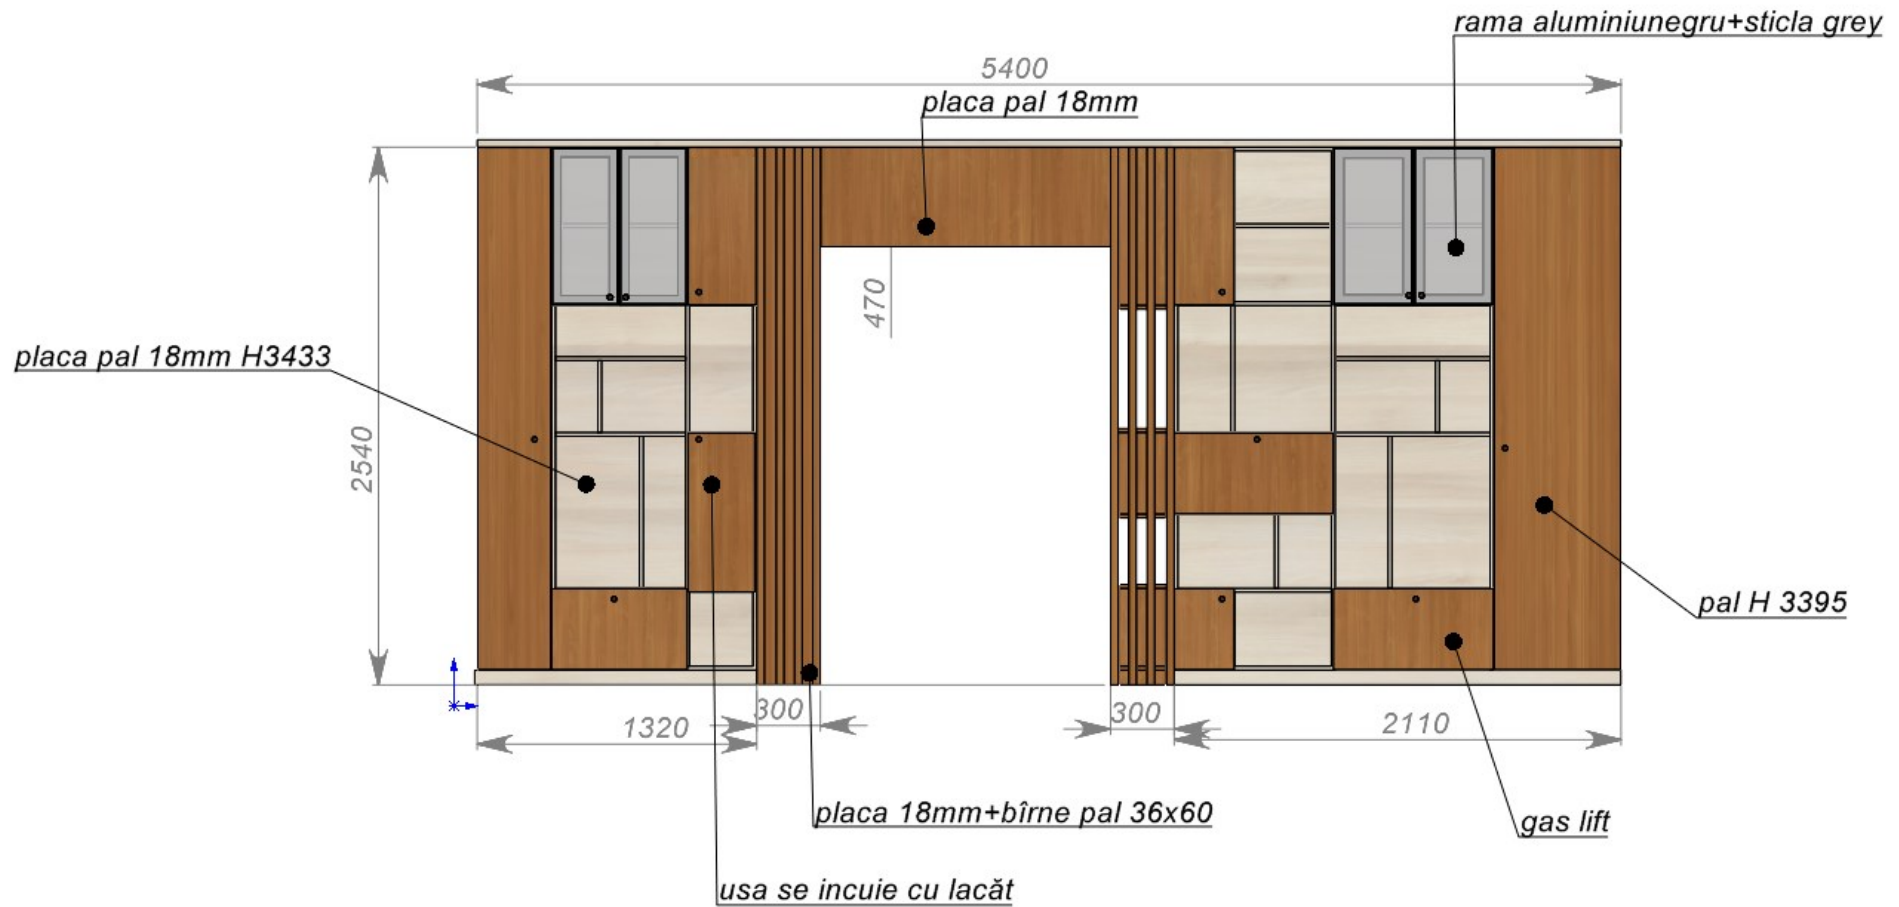 rama aluminiunegru+sticla grey
5400
placa pal 18mm
470
placa pal 18mm H3433
2540
pal H 3395
300
300
1320
2110
placa 18mm+bîrne pal 36x60
gas lift
usa se incuie cu lacăt